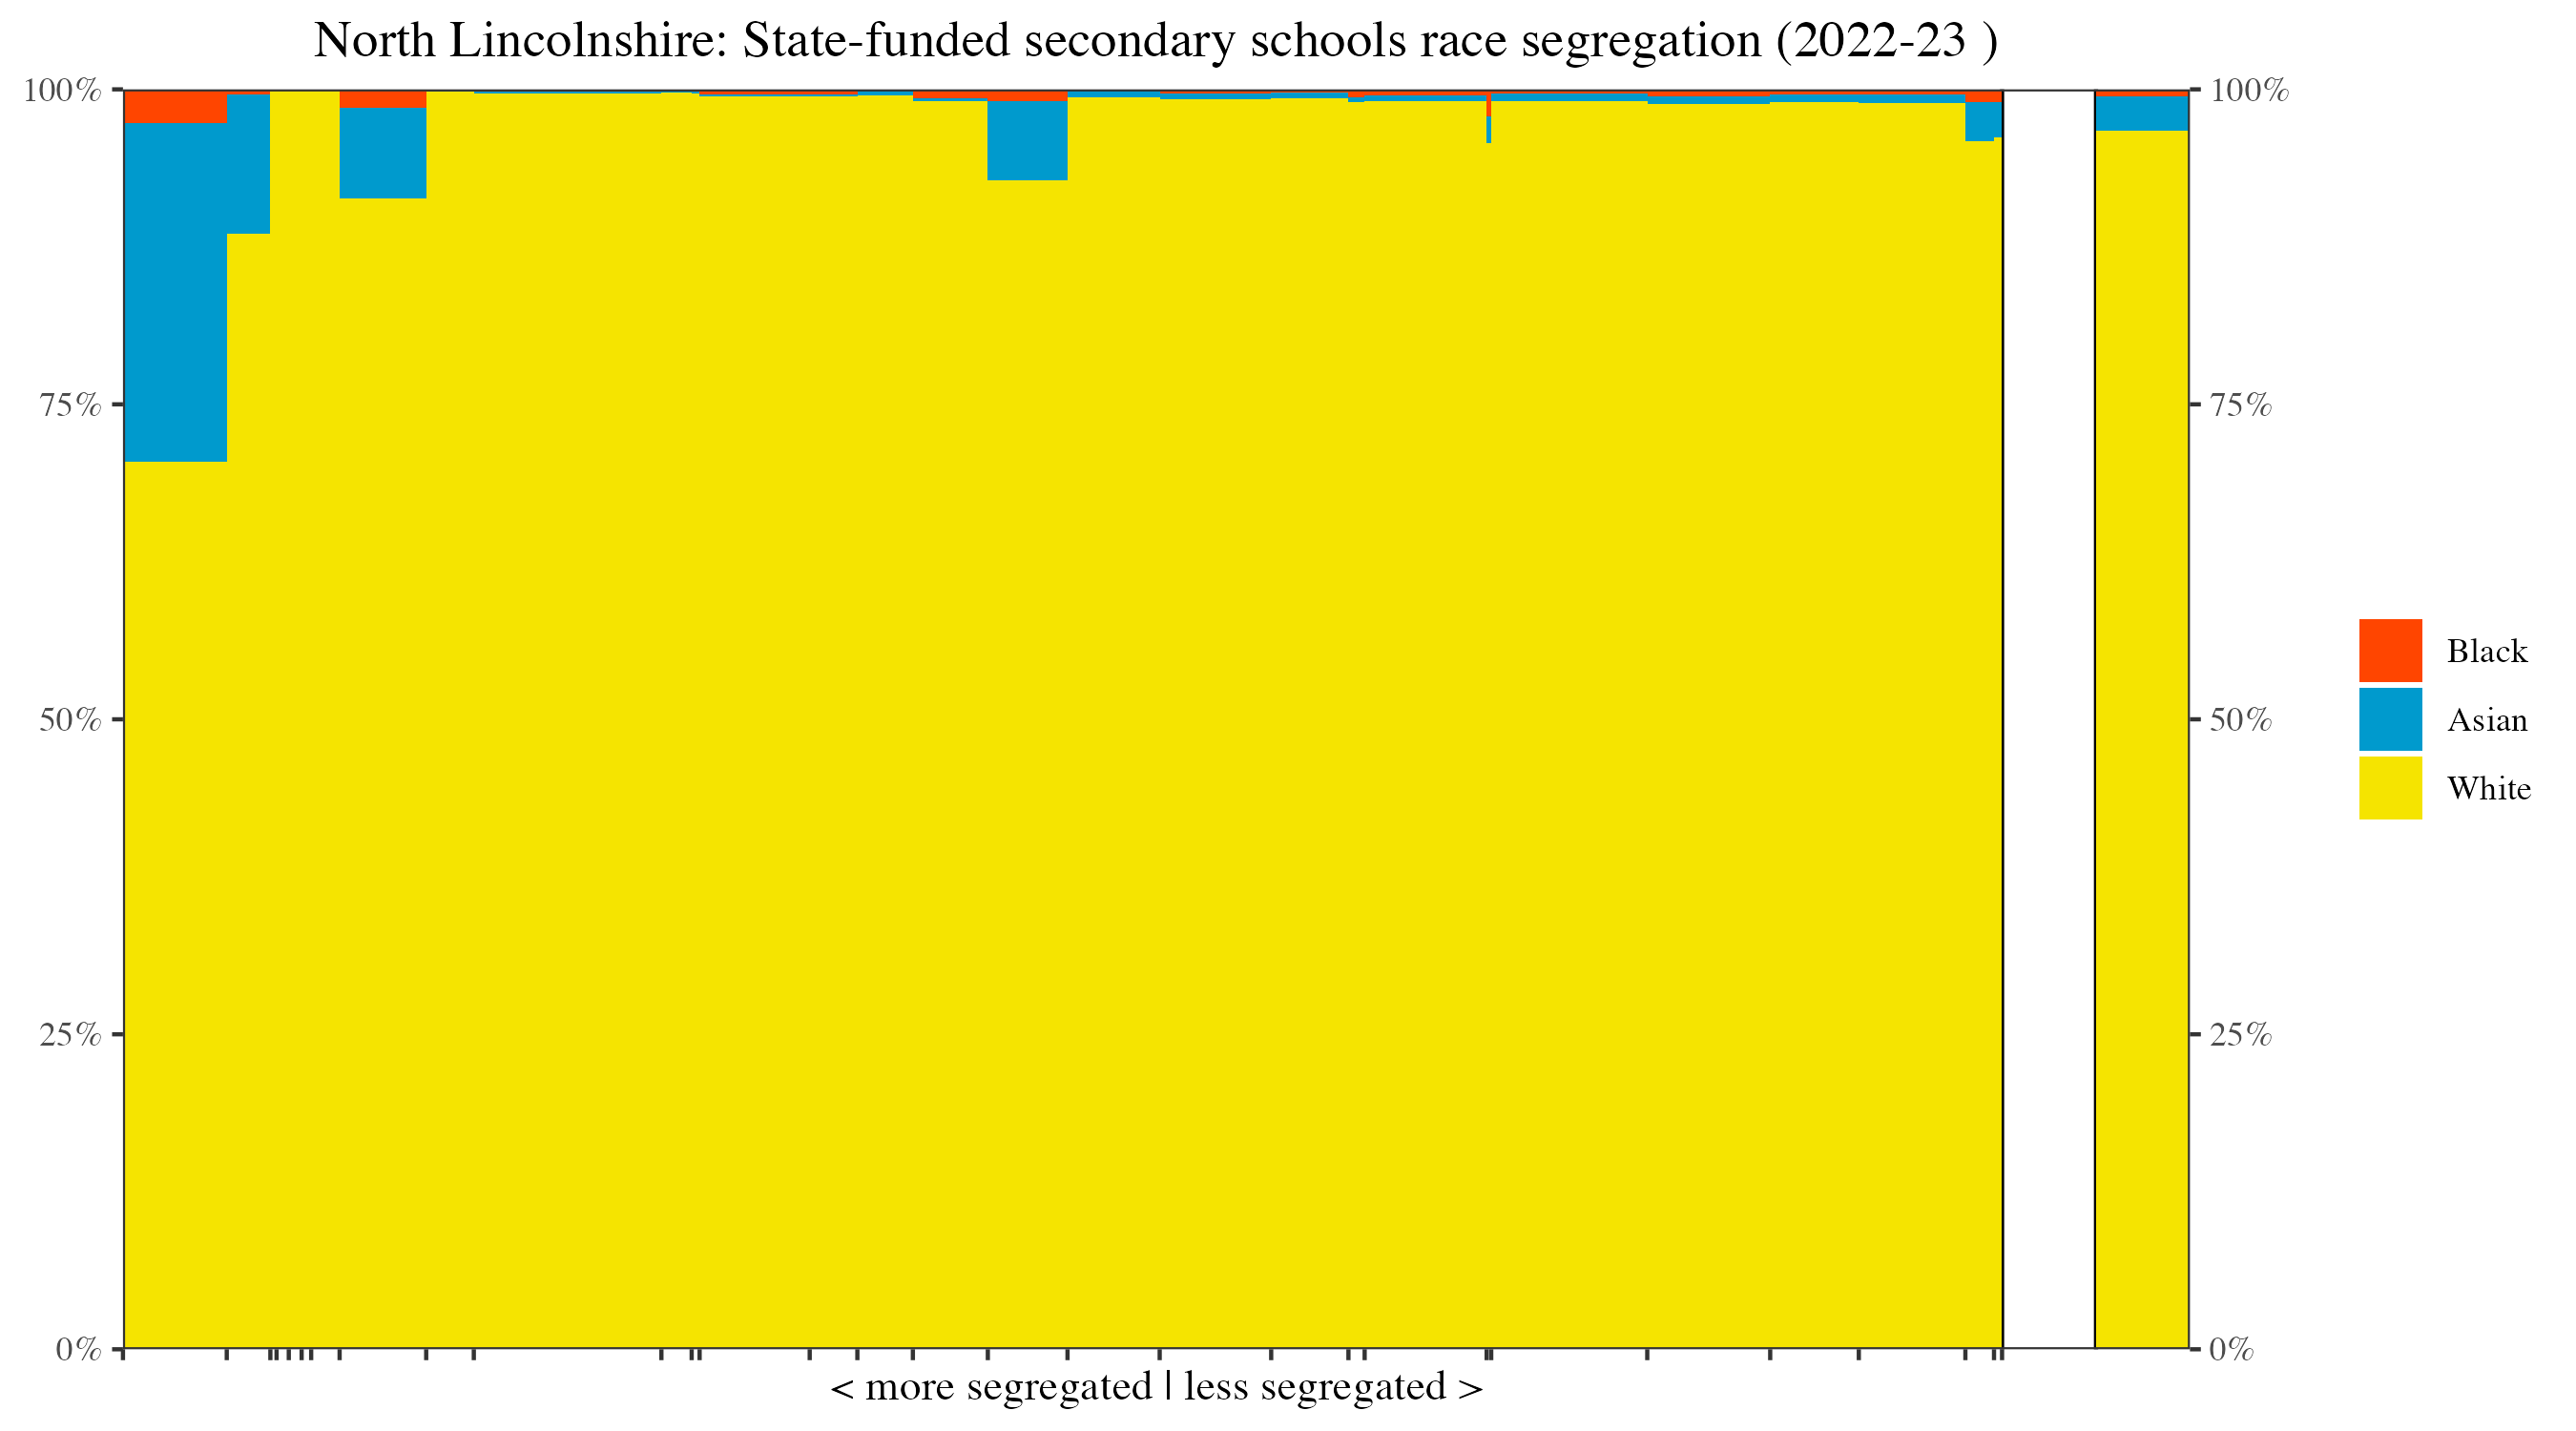 North Lincolnshire: State-funded secondary schools race segregation (2022-23 )
100%
75%
50%
25%
0%
100%
75%
50%
25%
0%
Black
Asian
White
< more segregated | less segregated >